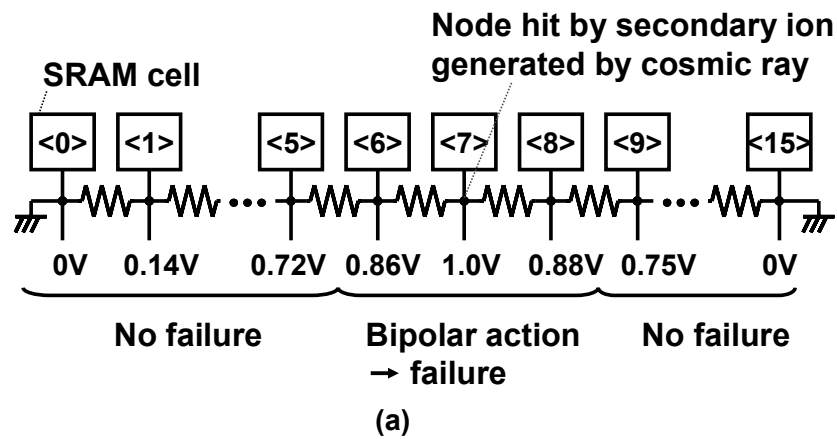 Node hit by secondary ion
generated by cosmic ray
SRAM cell
<0> <1> <5> <6> <7> <8> <9> <15>
0V 0.14V 0.72V 0.86V 1.0V 0.88V 0.75V 0V
No failure Bipolar action No failure
→ failure
(a)